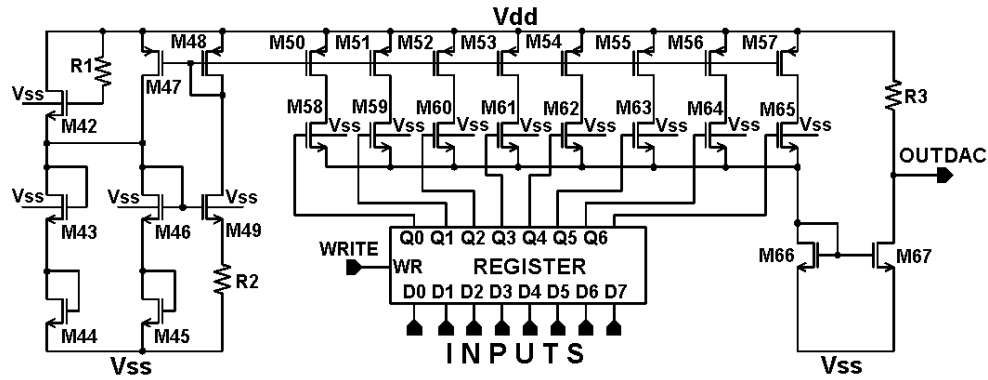 Vdd
M48 M50 M51 M52 M53 M54 M55 M56 M57
R1 M47 R3
Vss M42 M58 M59 Vss M60 Vss M61 Vss M62 Vss M63 Vss M64 Vss M65 Vss
OUTDAC
Vss M43 Vss M46 Vss M49
Q0 Q1 Q2 Q3 Q4 Q5 Q6
WRITE WR REGISTER
M66 M67
R2
D0 D1 D2 D3 D4 D5 D6 D7
M44 M45
INPUTS
Vss Vss